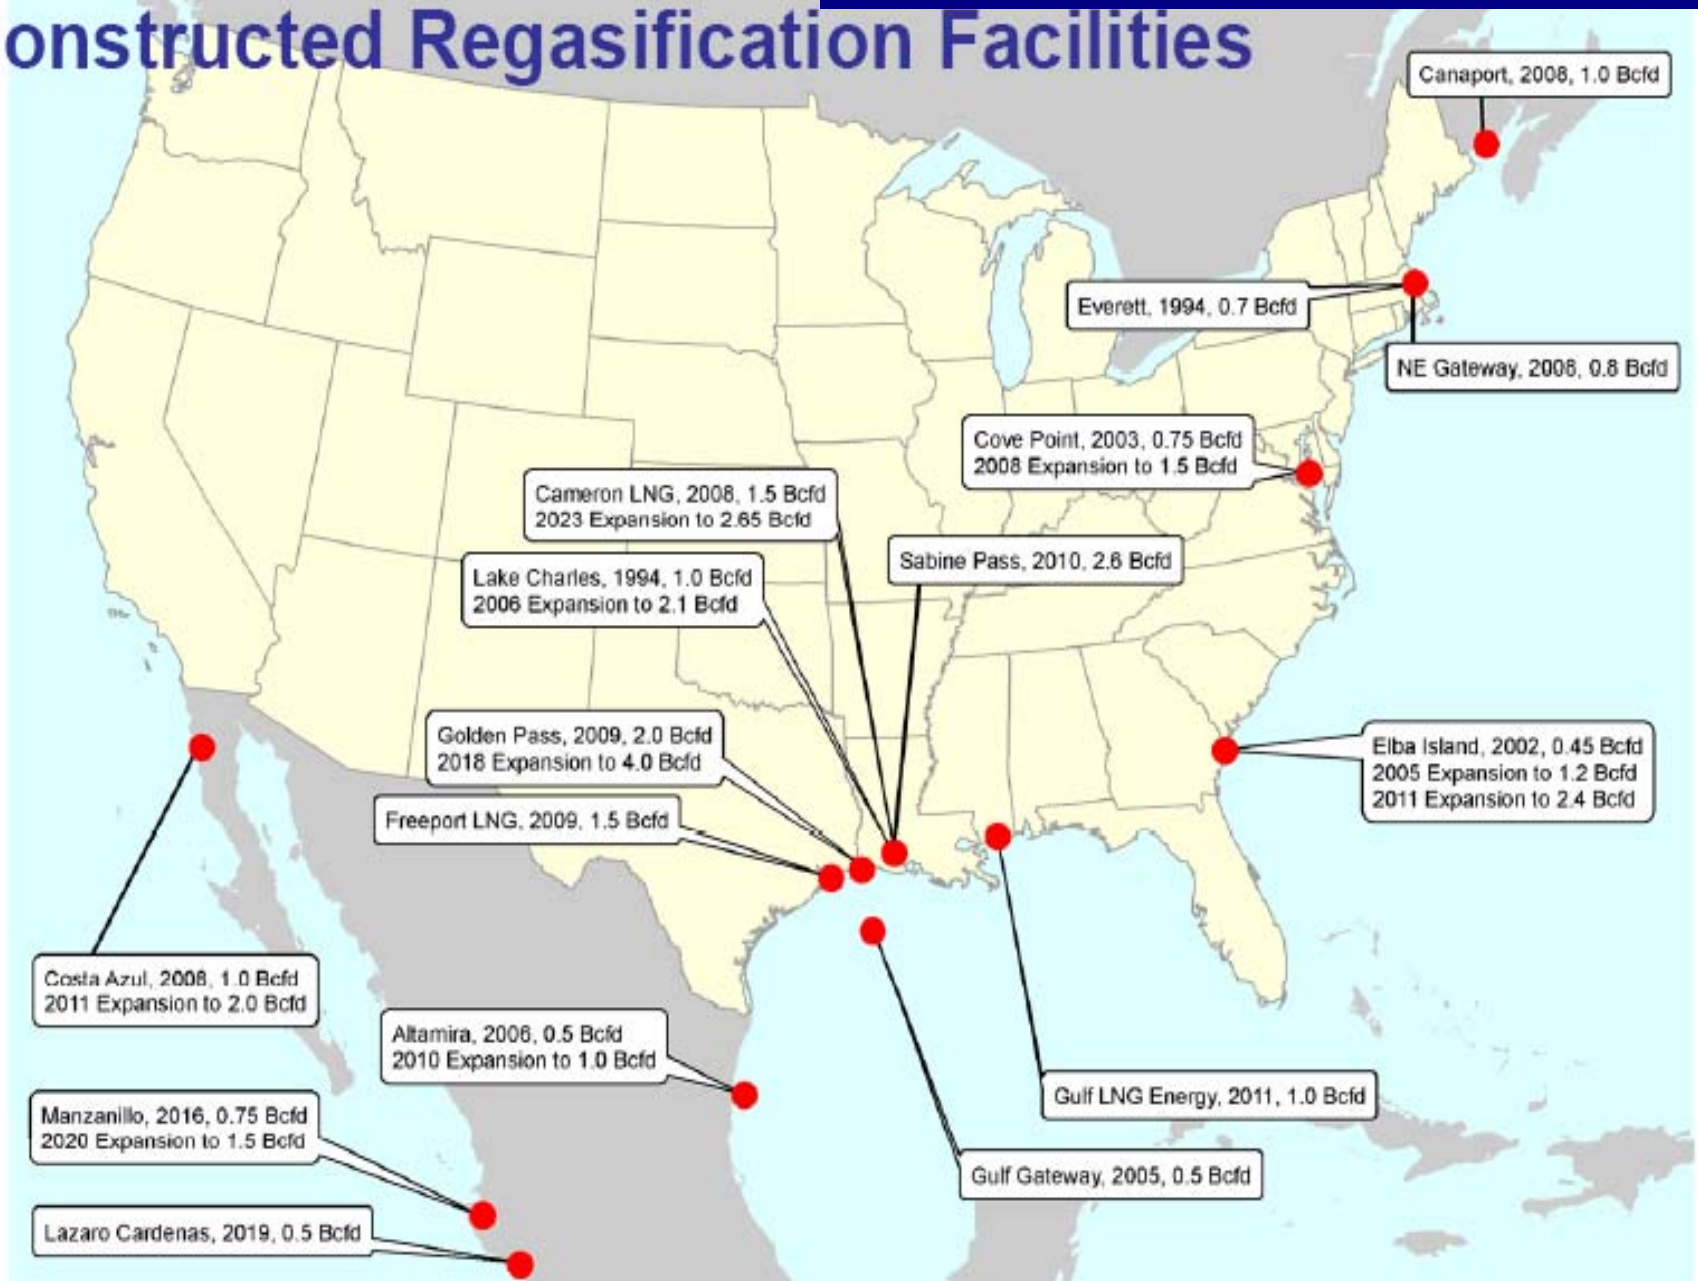 onstructed Regasification Facilities
Canaport, 2008, 1.0 Bcfd
Everett, 1994, 0.7 Bcfd
NE Gateway, 2008, 0.8 Bcfd
Cove Point, 2003, 0.75 Bcfd
2008 Expansion to 1.5 Bcfd
Cameron LNG, 2008, 1.5 Bcfd
2023 Expansion to 2.65 Bcfd
Sabine Pass, 2010, 2.6 Bcfd
Lake Charles, 1994, 1.0 Bcfd
2006 Expansion to 2.1 Bcfd
Golden Pass, 2009, 2.0 Bcfd
2018 Expansion to 4.0 Bcfd
Elba Island, 2002, 0.45 Bcfd
2005 Expansion to 1.2 Bcfd
2011 Expansion to 2.4 Bcfd
Freeport LNG, 2009, 1.5 Bcfd
Costa Azul, 2008, 1.0 Bcfd
2011 Expansion to 2.0 Bcfd
Altamira, 2006, 0.5 Bcfd
2010 Expansion to 1.0 Bcfd
Gulf LNG Energy, 2011, 1.0 Bcfd
Manzanillo, 2016, 0.75 Bcfd
2020 Expansion to 1.5 Bcfd
Gulf Gateway, 2005, 0.5 Bcfd
Lazaro Cardenas, 2019, 0.5 Bcfd